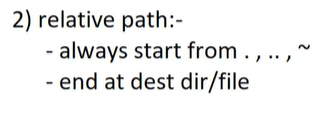 2) relative path:-
- always start from . , .. , ~
- end at dest dir/file